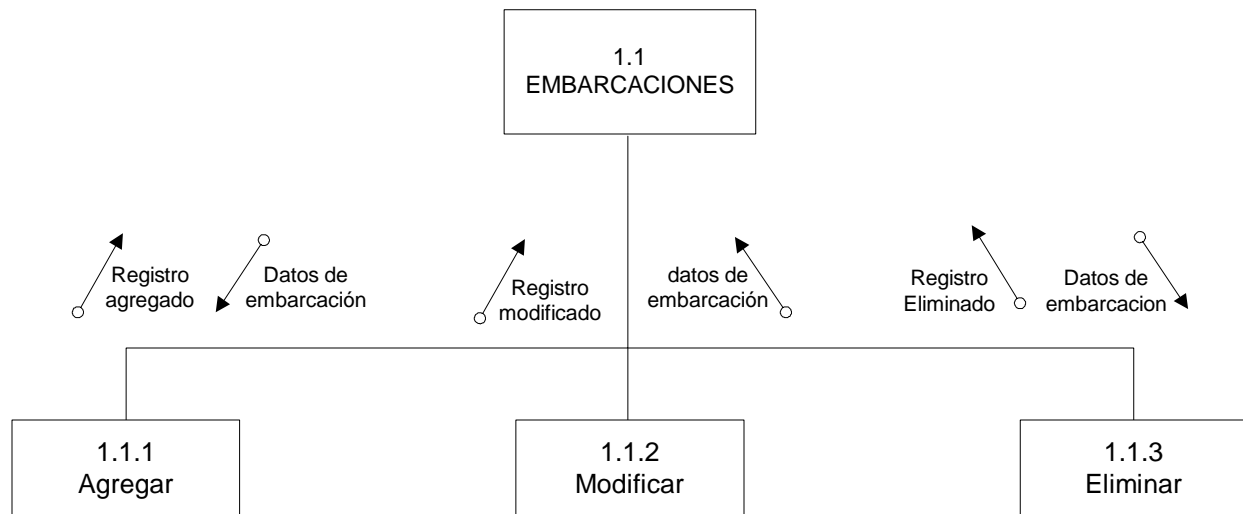 1.1
EMBARCACIONES
Registro
agregado
Datos de
embarcación
Registro
modificado
datos de
embarcación
Registro
Eliminado
Datos de
embarcacion
1.1.1
Agregar
1.1.2
Modificar
1.1.3
Eliminar